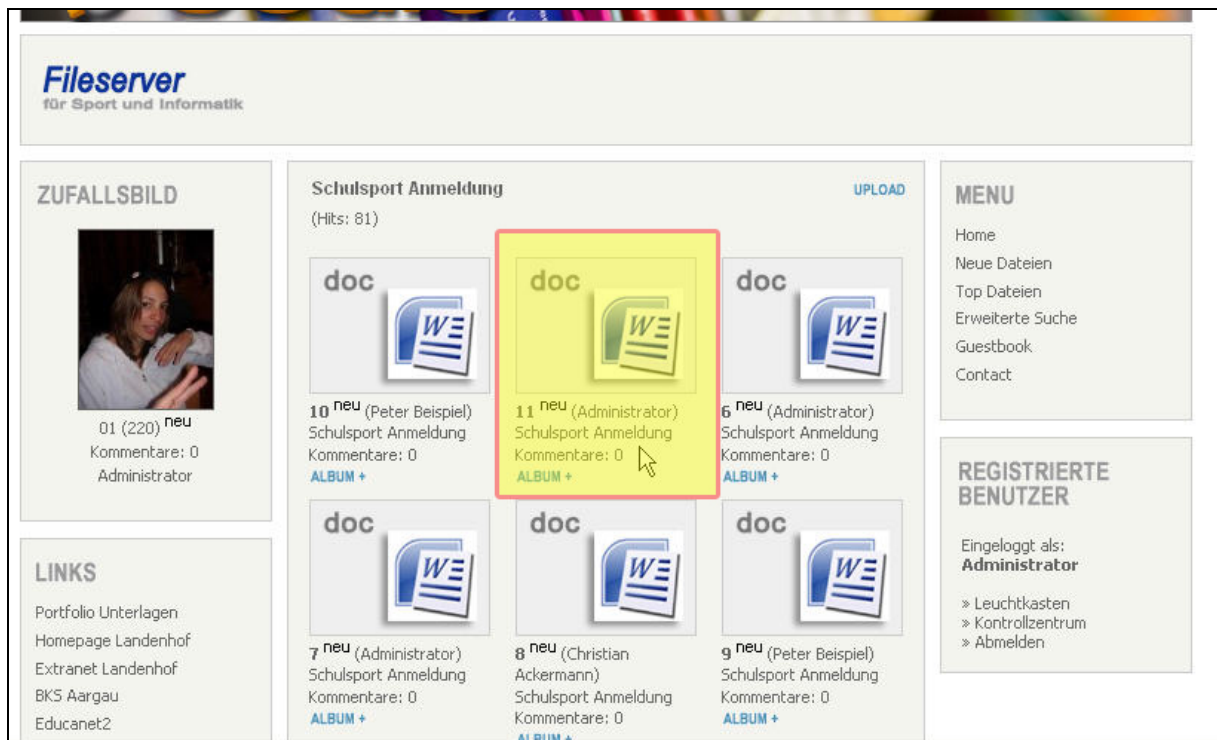 Fileserver
für Sport und Informatik
ZUFALLSBILD
01 (220) neu
Kommentare: 0
Administrator
LINKS
Portfolio Unterlagen
Homepage Landenhof
Extranet Landenhof
BKS Aargau
Educanet2
Schulsport Anmeldung
UPLOAD
(Hits: 81)
doc
W
10 neu (Peter Beispiel)
Schulsport Anmeldung
Kommentare: 0
ALBUM +
doc
W
11 neu (Administrator)
Schulsport Anmeldung
Kommentare: 0
ALBUM +
doc
W
6 neu (Administrator)
Schulsport Anmeldung
Kommentare: 0
ALBUM +
doc
W
7 neu (Administrator)
Schulsport Anmeldung
Kommentare: 0
ALBUM +
doc
W
8 neu (Christian
Ackermann)
Schulsport Anmeldung
Kommentare: 0
ALBUM +
doc
W
9 neu (Peter Beispiel)
Schulsport Anmeldung
Kommentare: 0
ALBUM +
MENU
Home
Neue Dateien
Top Dateien
Erweiterte Suche
Guestbook
Contact
REGISTRIERTE
BENUTZER
Eingeloggt als:
Administrator
» Leuchtkasten
» Kontrollzentrum
» Abmelden